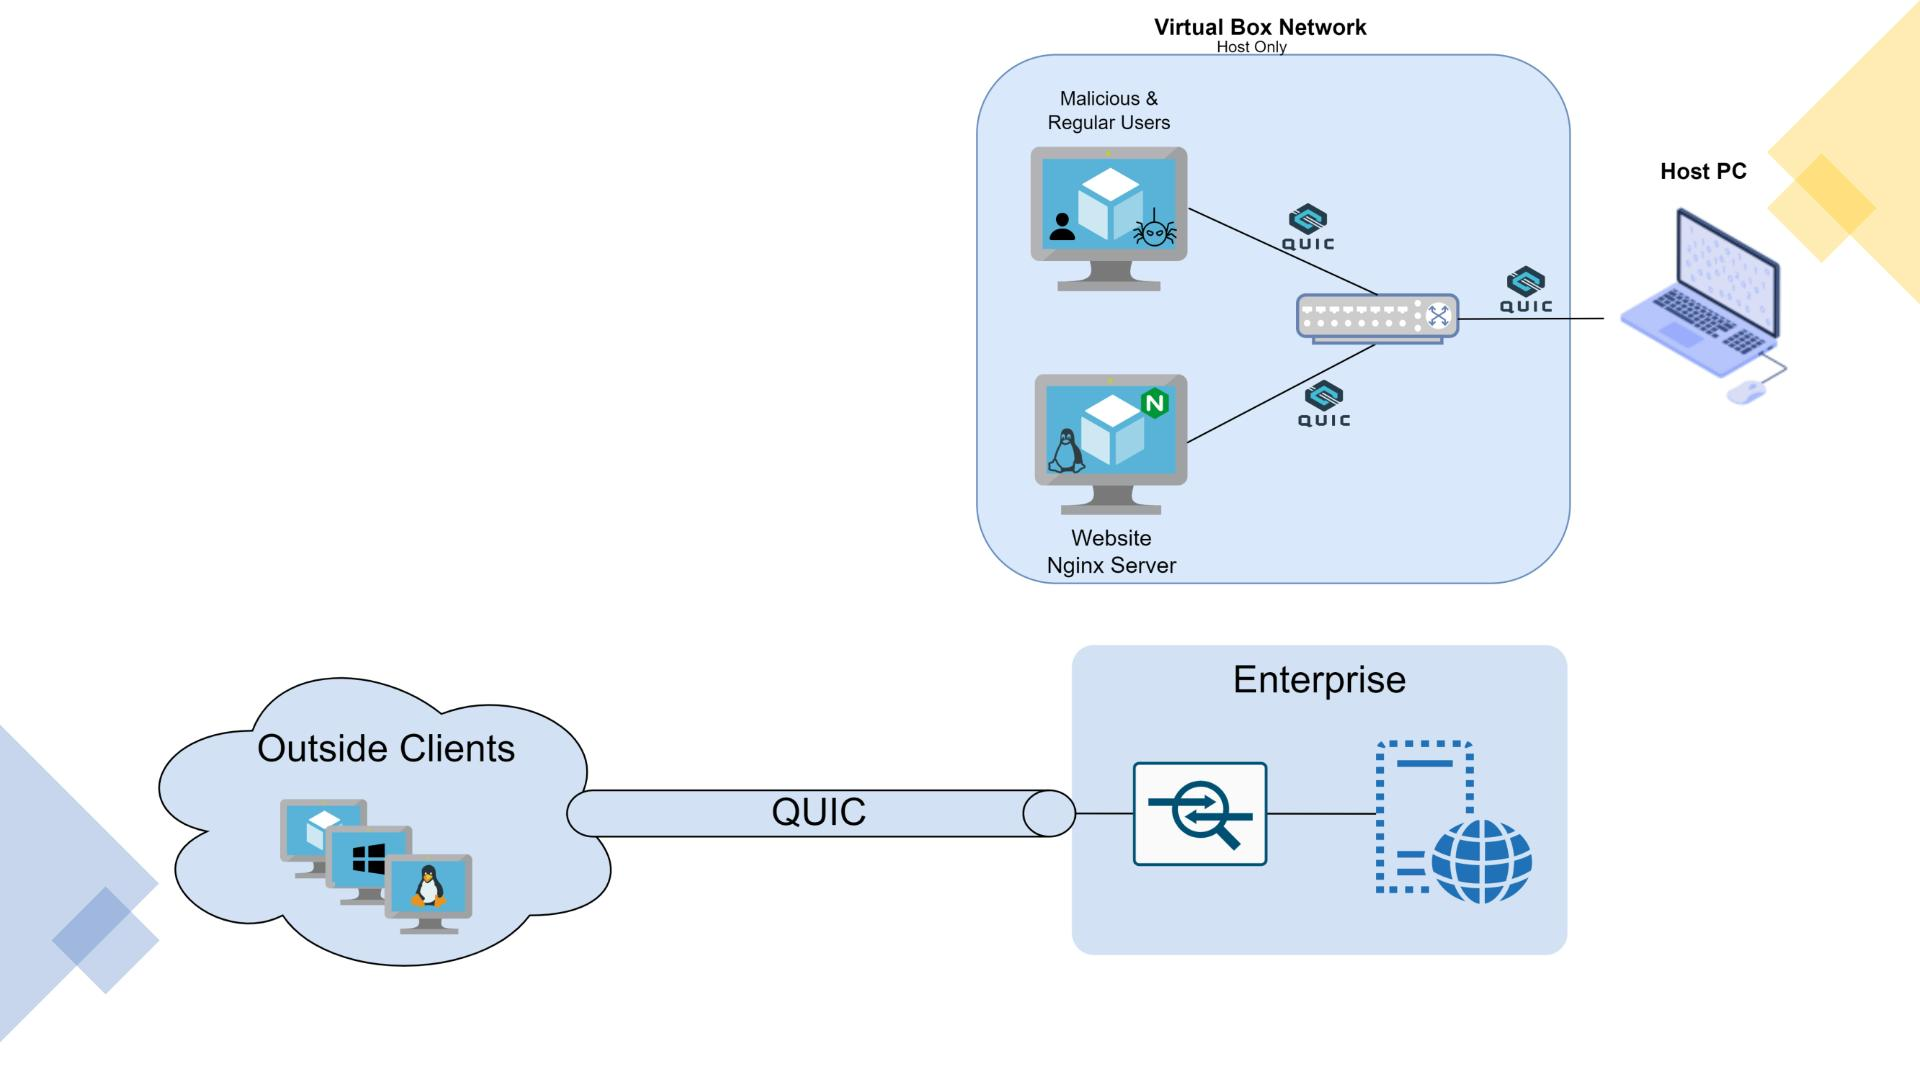 Virtual Box Network
Host Only
Malicious &
Regular Users
Host PC
QUIC
QUIC
QUIC
N
Website
Nginx Server
Enterprise
Outside Clients
QUIC